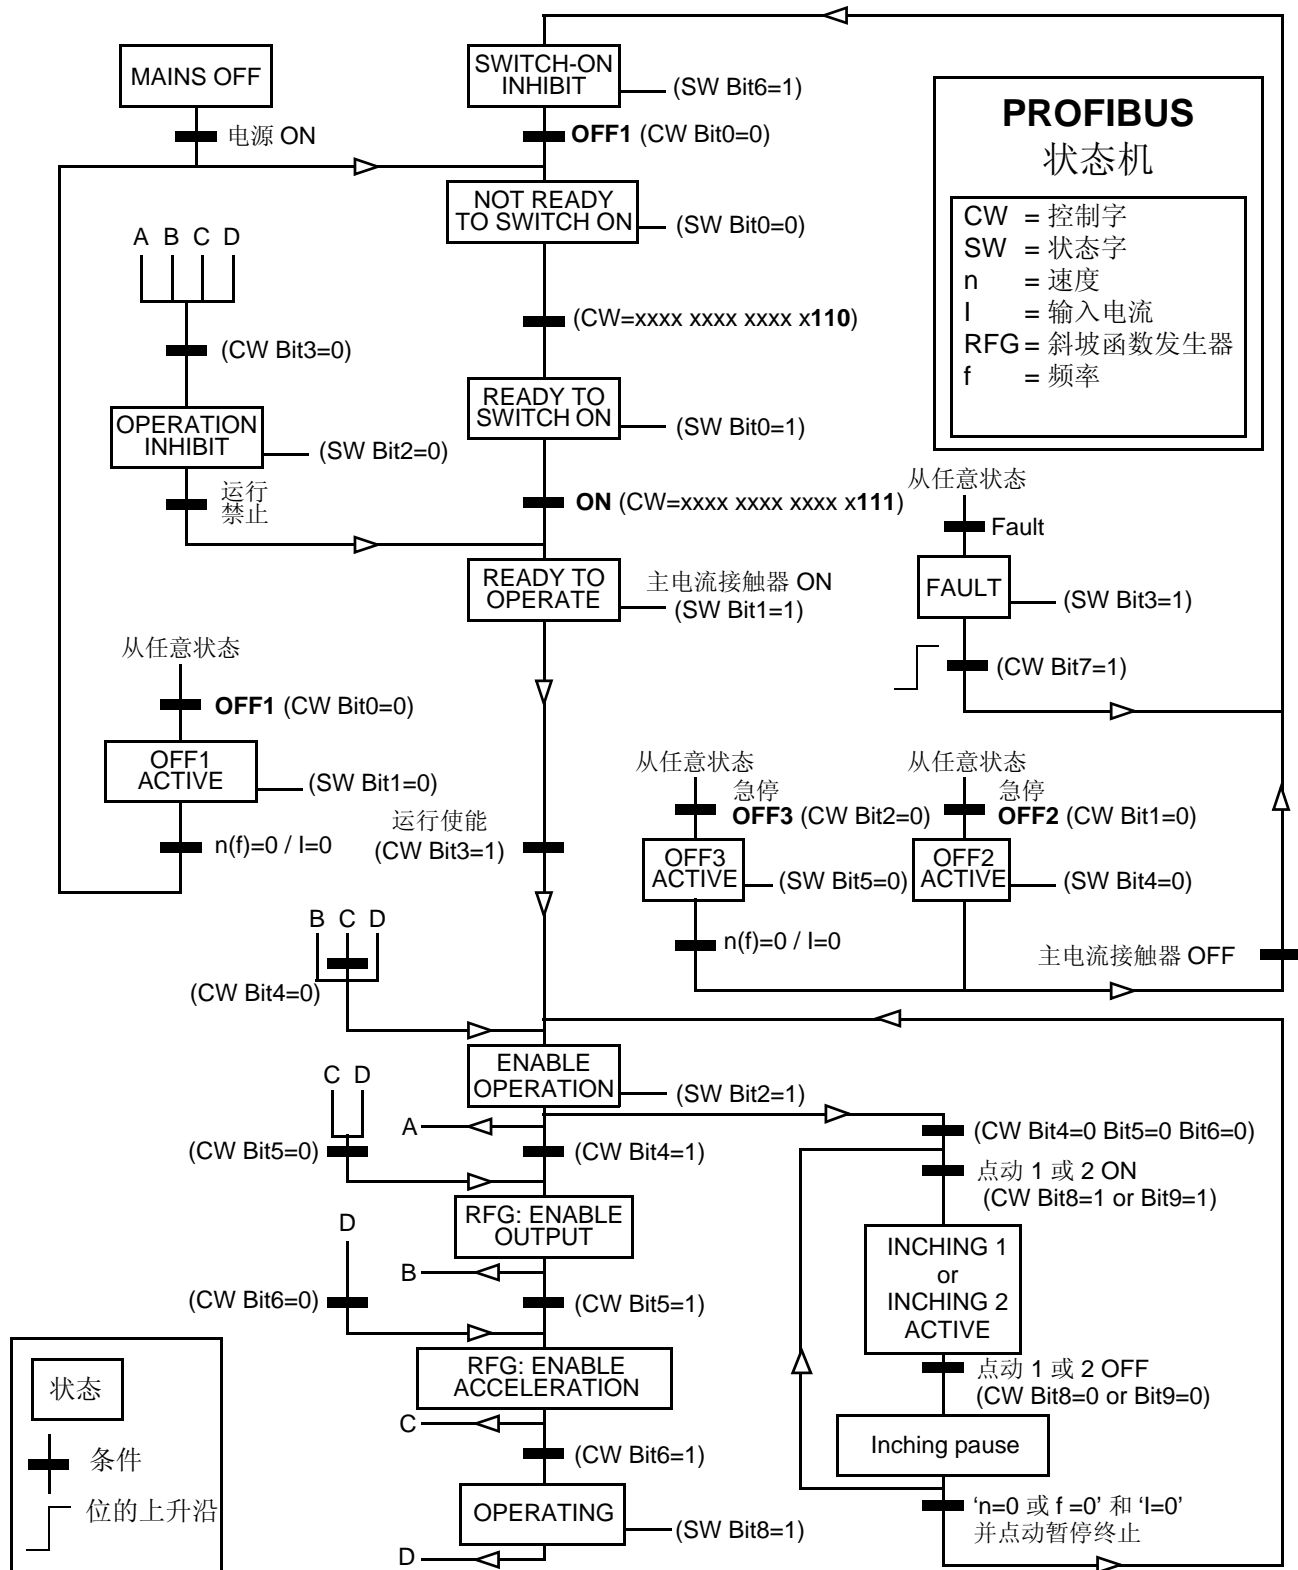 MAINS OFF
电源 ON
SWITCH-ON
INHIBIT
(SW Bit6=1)
OFF1 (CW Bit0=0)
PROFIBUS
状态机
CW = 控制字
SW = 状态字
n = 速度
I = 输入电流
RFG = 斜坡函数发生器
f = 频率
NOT READY
TO SWITCH ON
(SW Bit0=0)
A B C D
(CW Bit3=0)
(CW=xxxx xxxx xxxx x110)
OPERATION
INHIBIT
(SW Bit2=0)
READY TO
SWITCH ON
(SW Bit0=1)
运行
禁止
ON (CW=xxxx xxxx xxxx x111)
从任意状态
Fault
FAULT
(SW Bit3=1)
(CW Bit7=1)
READY TO
OPERATE
主电流接触器 ON
(SW Bit1=1)
从任意状态
OFF1 (CW Bit0=0)
OFF1
ACTIVE
(SW Bit1=0)
n(f)=0 / I=0
运行使能
(CW Bit3=1)
从任意状态
急停
OFF3 (CW Bit2=0)
OFF3
ACTIVE
(SW Bit5=0)
n(f)=0 / I=0
从任意状态
急停
OFF2 (CW Bit1=0)
OFF2
ACTIVE
(SW Bit4=0)
主电流接触器 OFF
B C D
(CW Bit4=0)
ENABLE
OPERATION
(SW Bit2=1)
C D
A
(CW Bit5=0)
(CW Bit4=1)
(CW Bit4=0 Bit5=0 Bit6=0)
点动 1 或 2 ON
(CW Bit8=1 or Bit9=1)
RFG: ENABLE
OUTPUT
D
B
(CW Bit6=0)
(CW Bit5=1)
INCHING 1
or
INCHING 2
ACTIVE
RFG: ENABLE
ACCELERATION
点动 1 或 2 OFF
(CW Bit8=0 or Bit9=0)
C
(CW Bit6=1)
Inching pause
OPERATING
(SW Bit8=1)
D
‘n=0 或 f =0’ 和 ‘I=0’
并点动暂停终止
状态
条件
位的上升沿